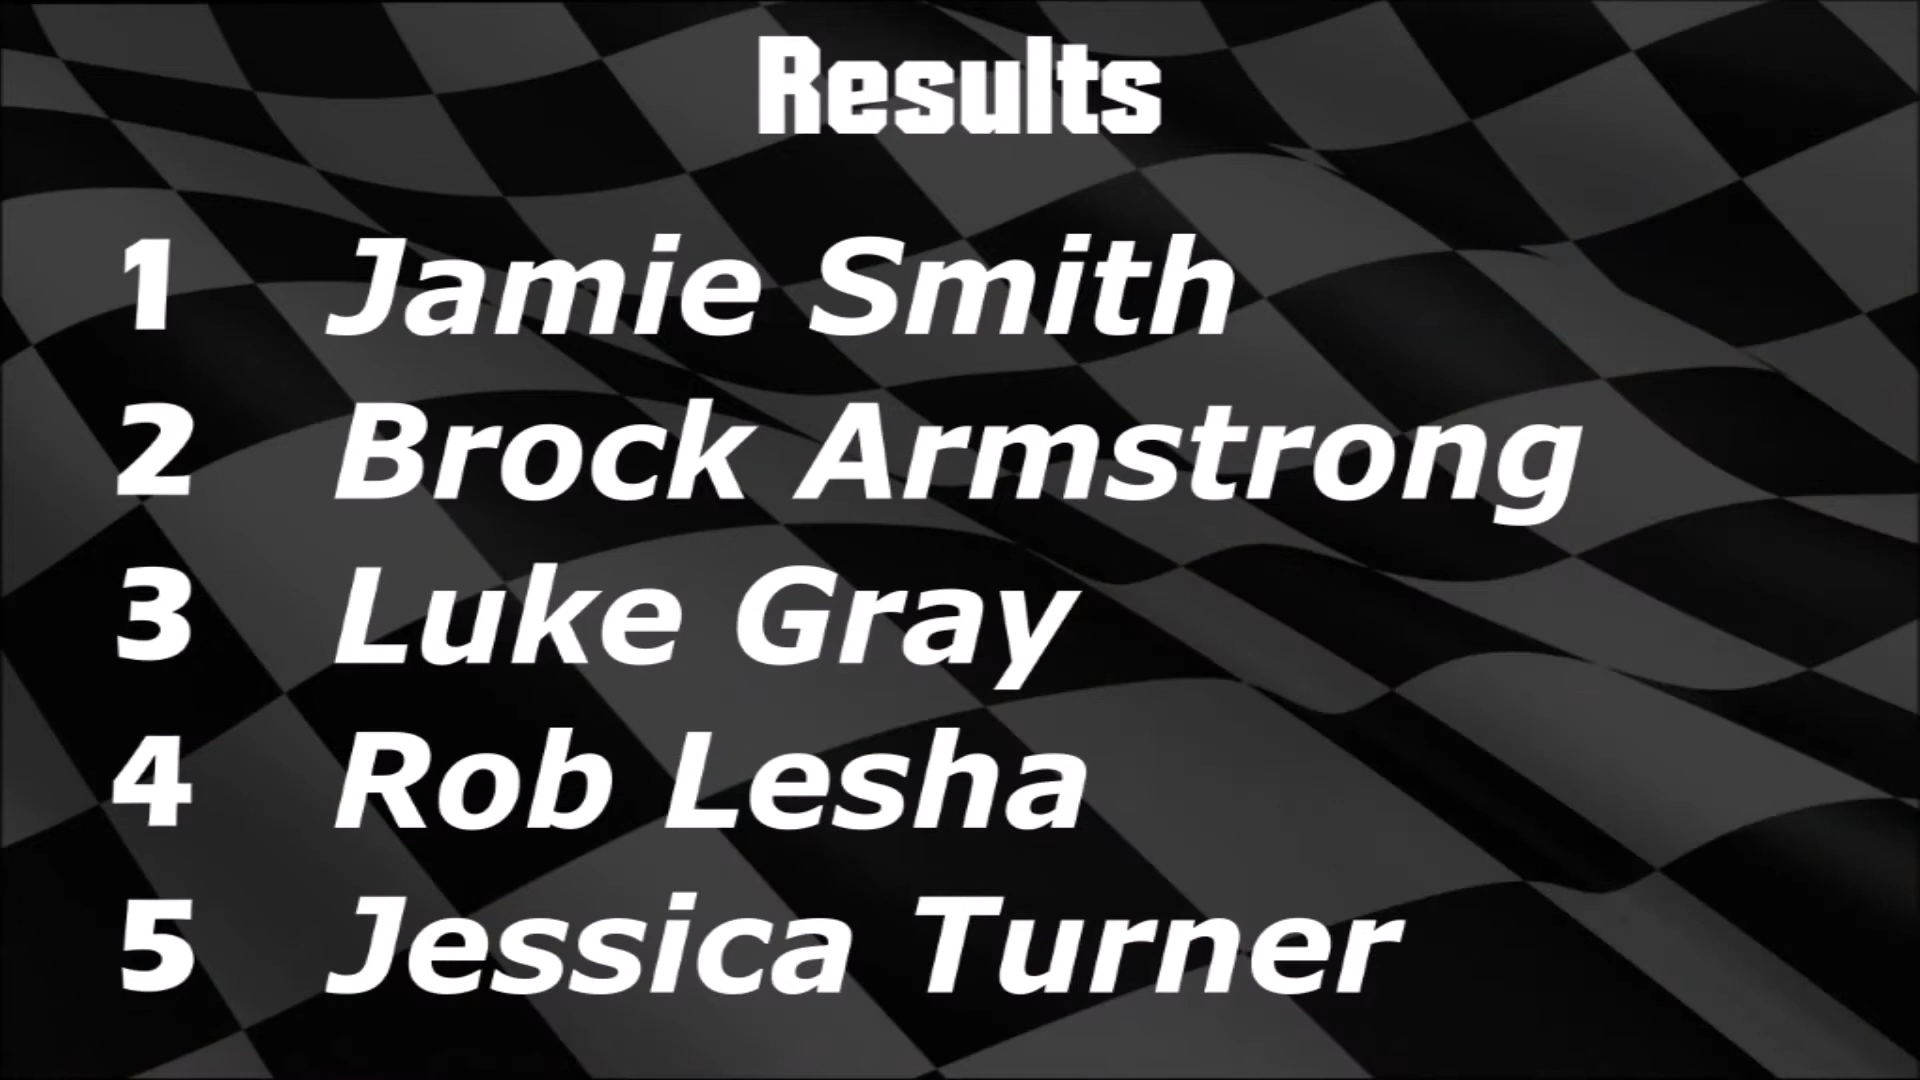 Results
1 Jamie Smith
2 Brock Armstrong
3 Luke Gray
4 Rob Lesha
5 Jessica Turner